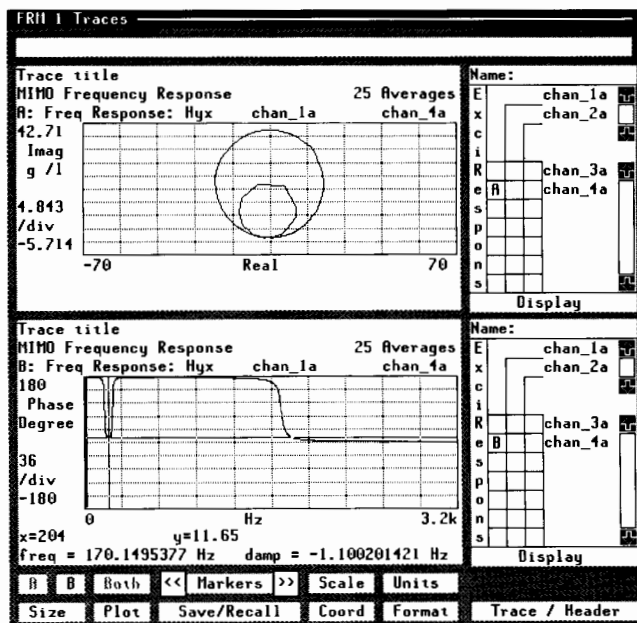 FRM 1 Traces
Trace title
MIMO Frequency Response 25 Averages
A: Freq Response: Hyx chan_1a chan_4a
42.71
Imag
g /l
4.843
/div
-5.714
-70 Real 70
Name:
E
x
c
i
R
e
s
p
o
n
s
chan_1a
chan_2a
chan_3a
A chan_4a
Display
Trace title
MIMO Frequency Response 25 Averages
B: Freq Response: Hyx chan_1a chan_4a
180
Phase
Degree
36
/div
-180
0 Hz 3.2k
x=204 y=11.65
freq = 170.1495377 Hz damp = -1.100201421 Hz
Name:
E
x
c
i
R
e
s
p
o
n
s
chan_1a
chan_2a
chan_3a
B chan_4a
Display
A B Both << Markers >> Scale Units
Size Plot Save/Recall Coord Format Trace / Header